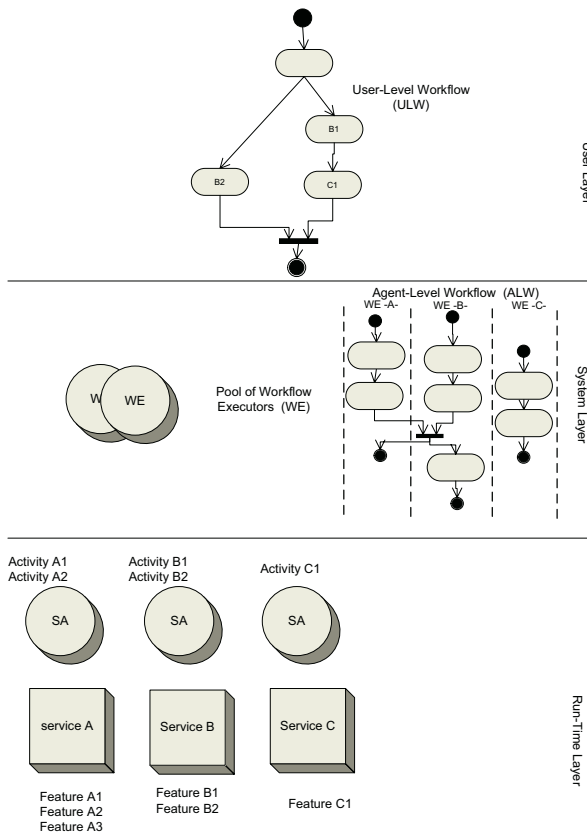 User-Level Workflow
(ULW)
B1
B2
C1
User Layer
Agent-Level Workflow (ALW)
WE -A-
WE -B-
WE -C-
W
WE
Pool of Workflow
Executors (WE)
System Layer
Activity A1
Activity A2
Activity B1
Activity B2
Activity C1
SA
SA
SA
service A
Service B
Service C
Feature A1
Feature A2
Feature A3
Feature B1
Feature B2
Feature C1
Run-Time Layer